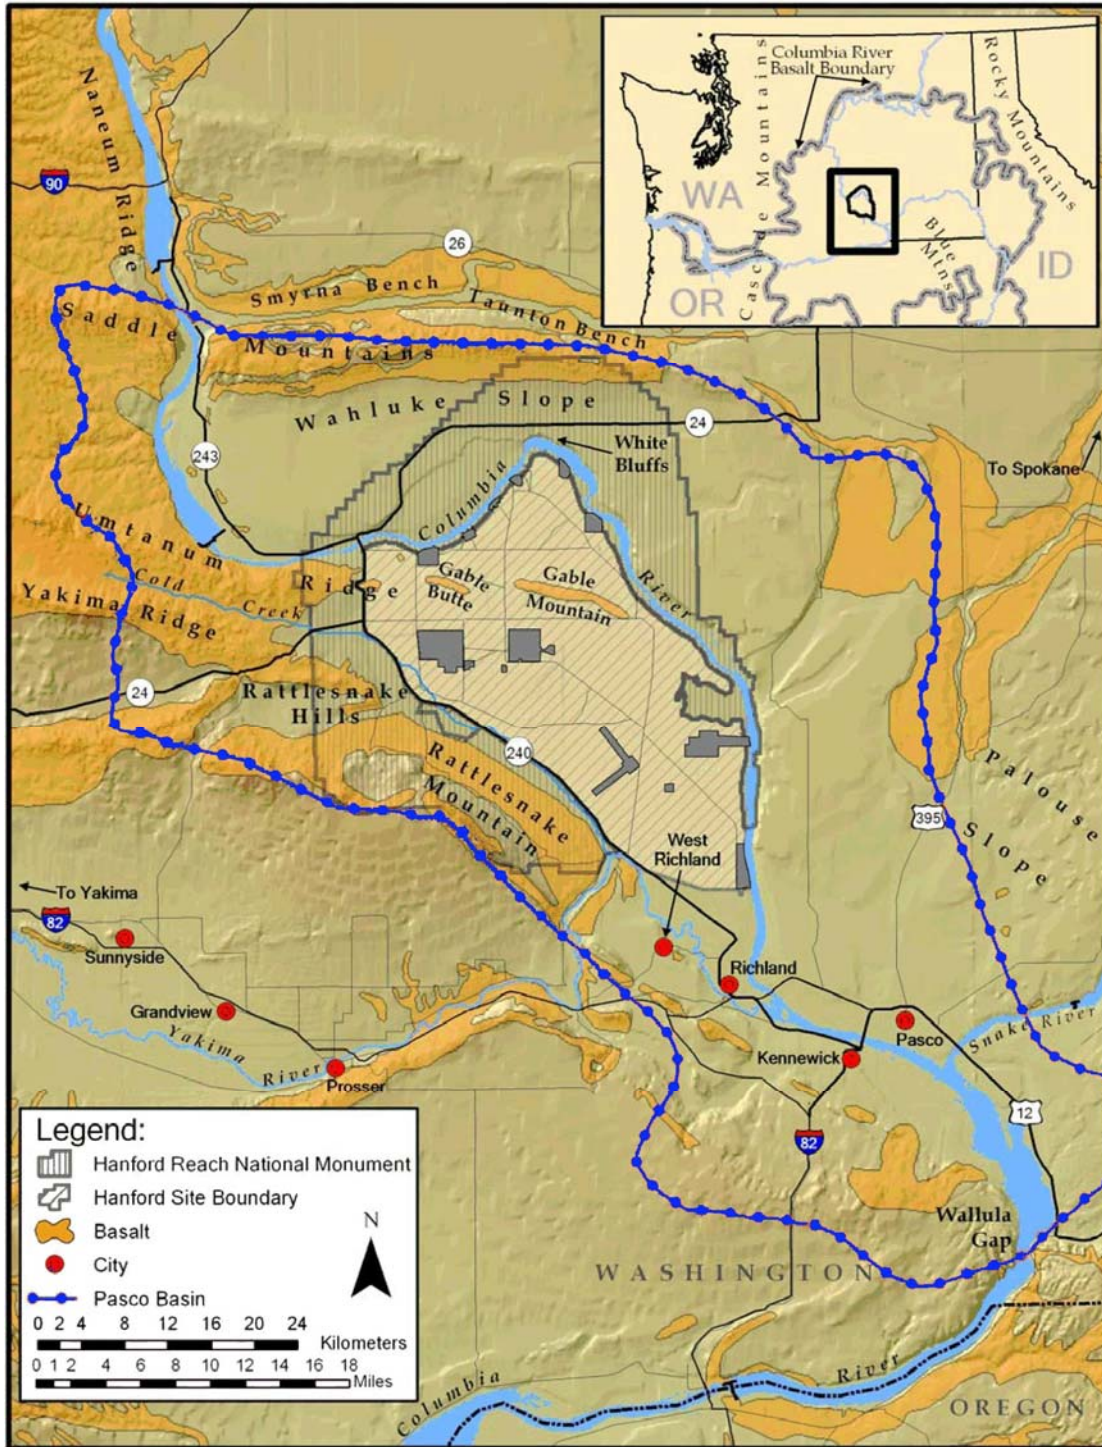 Columbia River
Basalt Boundary
Cascade Mountains
Rocky Mountains
WA
OR
ID
Blue
Mtns
Naneum Ridge
90
26
Smyrna Bench
Taunton Bench
Saddle
Mountains
Wahluke Slope
24
243
White
Bluffs
To Spokane
Columbia
River
Umtanum
Ridge
Cold
Creek
Yakima Ridge
Gable
Butte
Gable
Mountain
24
Rattlesnake
Hills
240
Rattlesnake
Mountain
Palouse
Slope
395
West
Richland
To Yakima
82
Sunnyside
Grandview
Yakima
River
Prosser
Richland
Pasco
Snake River
Kennewick
12
82
Wallula
Gap
WASHINGTON
Columbia
River
OREGON
Legend:
Hanford Reach National Monument
Hanford Site Boundary
Basalt
City
Pasco Basin
N
0 2 4 8 12 16 20 24
Kilometers
0 1 2 4 6 8 10 12 14 16 18
Miles